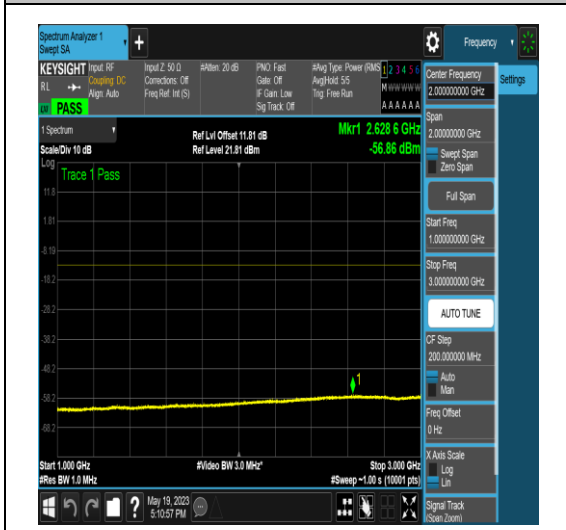 Spectrum Analyzer 1
Swept SA
+
Frequency
KEYSIGHT
RL
Input: RF
Coupling: DC
Align: Auto
Input Z: 50 Ω
Corrections: Off
Freq Ref: Int (S)
#Atten: 20 dB
PNO: Fast
Gate: Off
IF Gain: Low
Sig Track: Off
#Avg Type: Power (RMS
Avg|Hold: 5/5
Trig: Free Run
1 2 3 4 5 6
M W W W W W
A A A A A A
PASS
Center Frequency
2.000000000 GHz
Settings
Span
2.00000000 GHz
Swept Span
Zero Span
Full Span
Start Freq
1.000000000 GHz
Stop Freq
3.000000000 GHz
AUTO TUNE
CF Step
200.000000 MHz
Auto
Man
Freq Offset
0 Hz
X Axis Scale
Log
Lin
Signal Track
(Span Zoom)
1 Spectrum
Scale/Div 10 dB
Ref Lvl Offset 11.81 dB
Ref Level 21.81 dBm
Mkr1 2.628 6 GHz
-56.86 dBm
Log
Trace 1 Pass
11.8
1.81
-8.19
-18.2
-28.2
-38.2
-48.2
-58.2
-68.2
1
Start 1.000 GHz
#Res BW 1.0 MHz
#Video BW 3.0 MHz*
Stop 3.000 GHz
#Sweep ~1.00 s (10001 pts)
?
May 19, 2023
5:10:57 PM